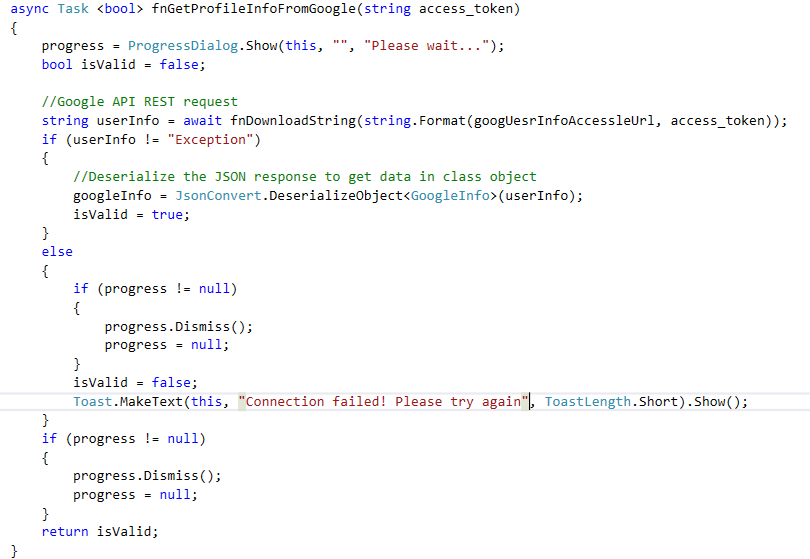 async Task <bool> fnGetProfileInfoFromGoogle(string access_token)
{
    progress = ProgressDialog.Show(this, "", "Please wait...");
    bool isValid = false;

    //Google API REST request
    string userInfo = await fnDownloadString(string.Format(googUesrInfoAccessleUrl, access_token));
    if (userInfo != "Exception")
    {
        //Deserialize the JSON response to get data in class object
        googleInfo = JsonConvert.DeserializeObject<GoogleInfo>(userInfo);
        isValid = true;
    }
    else
    {
        if (progress != null)
        {
            progress.Dismiss();
            progress = null;
        }
        isValid = false;
        Toast.MakeText(this, "Connection failed! Please try again", ToastLength.Short).Show();
    }
    if (progress != null)
    {
        progress.Dismiss();
        progress = null;
    }
    return isValid;
}